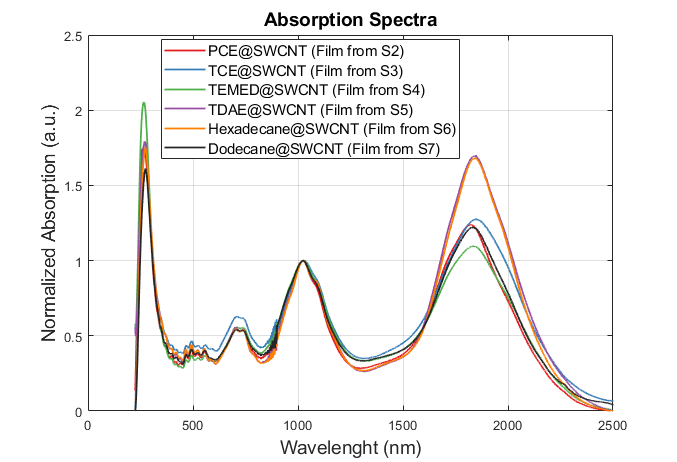 Absorption Spectra
Normalized Absorption (a.u.)
2.5
2
1.5
1
0.5
0
PCE@SWCNT (Film from S2)
TCE@SWCNT (Film from S3)
TEMED@SWCNT (Film from S4)
TDAE@SWCNT (Film from S5)
Hexadecane@SWCNT (Film from S6)
Dodecane@SWCNT (Film from S7)
0 500 1000 1500 2000 2500
Wavelenght (nm)